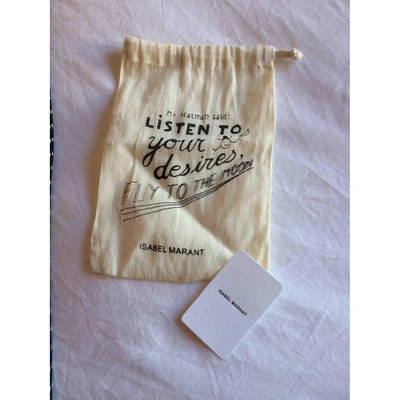 Mr. Hatman said:
LISTEN TO
your
desires,
FLY TO THE MOON
ISABEL MARANT
ISABEL MARANT